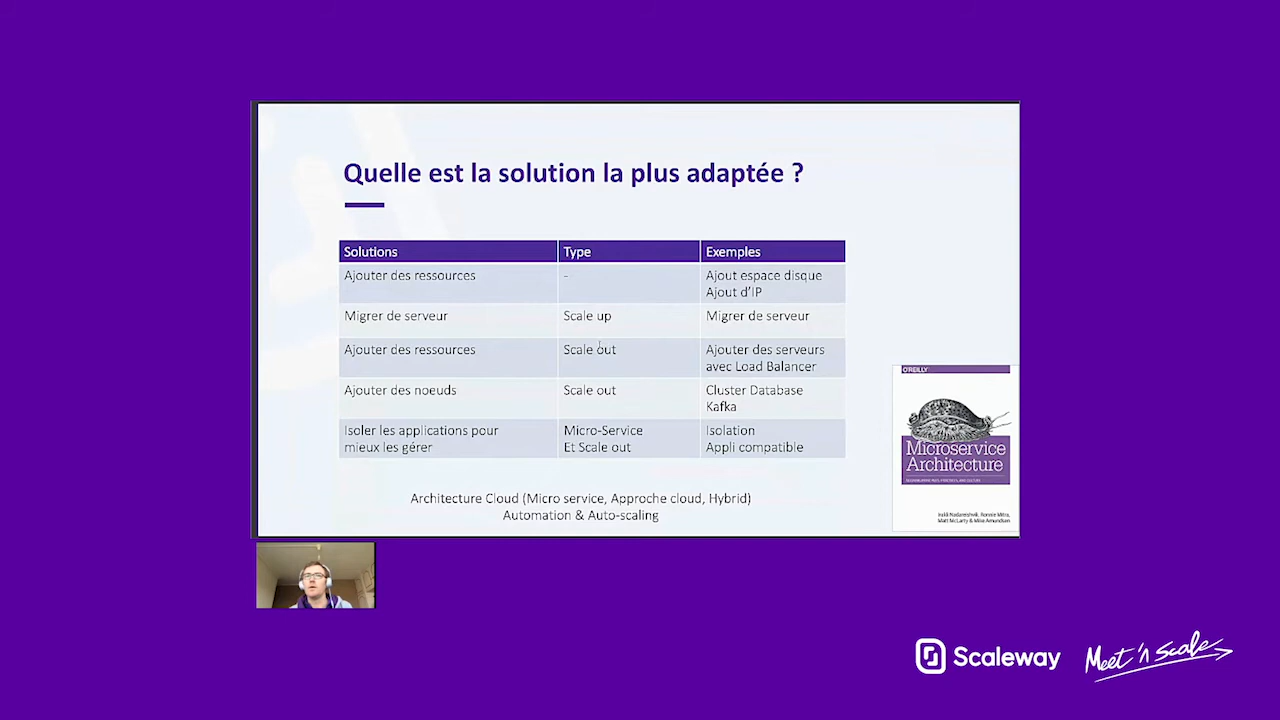 Quelle est la solution la plus adaptée ?
Solutions Type Exemples
Ajouter des ressources - Ajout espace disque
Ajout d'IP
Migrer de serveur Scale up Migrer de serveur
Ajouter des ressources Scale out Ajouter des serveurs
avec Load Balancer
Ajouter des noeuds Scale out Cluster Database
Kafka
Isoler les applications pour Micro-Service Isolation
mieux les gérer Et Scale out Appli compatible
Architecture Cloud (Micro service, Approche cloud, Hybrid)
Automation & Auto-scaling
O'REILLY
Microservice
Architecture
Matt McLarty & Mike Amundsen
Scaleway
Meet 'n Scale